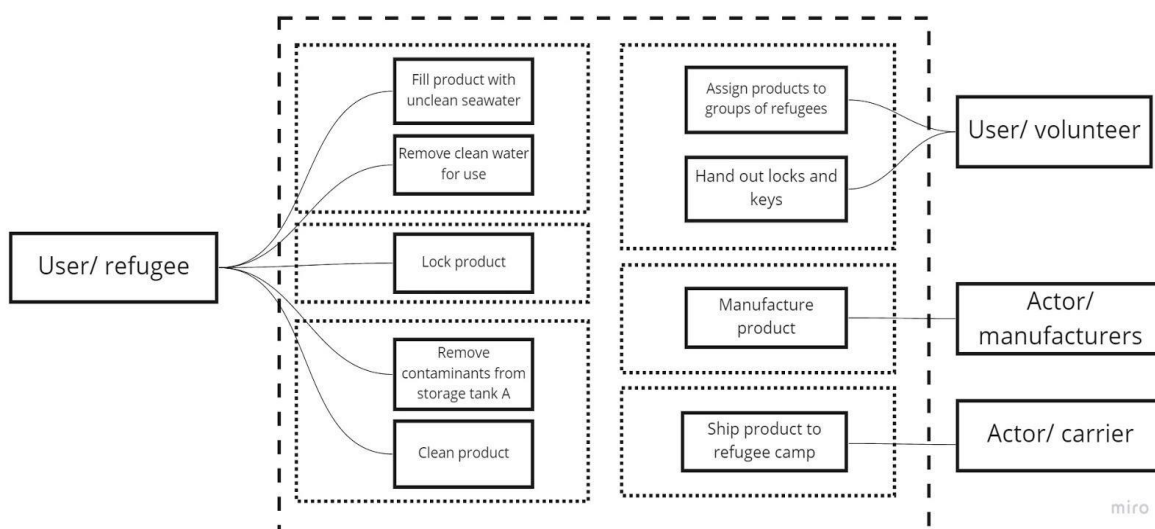 User/ refugee
Fill product with
unclean seawater
Remove clean water
for use
Lock product
Remove
contaminants from
storage tank A
Clean product
Assign products to
groups of refugees
Hand out locks and
keys
Manufacture
product
Ship product to
refugee camp
User/ volunteer
Actor/
manufacturers
Actor/ carrier
miro